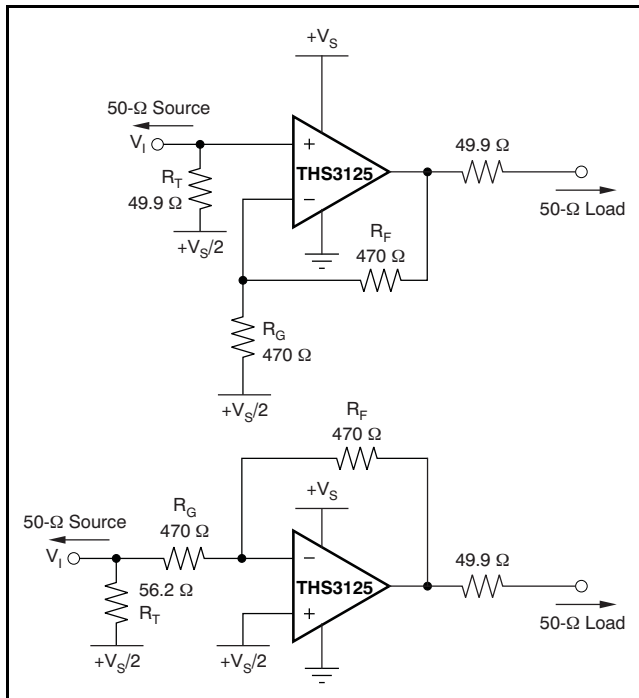 +V_S
50-Ω Source
V_I
+
THS3125
−
R_T
49.9 Ω
+V_S/2
49.9 Ω
50-Ω Load
R_F
470 Ω
R_G
470 Ω
+V_S/2
R_F
470 Ω
+V_S
50-Ω Source
R_G
470 Ω
V_I
−
THS3125
+
56.2 Ω
R_T
+V_S/2
+V_S/2
49.9 Ω
50-Ω Load